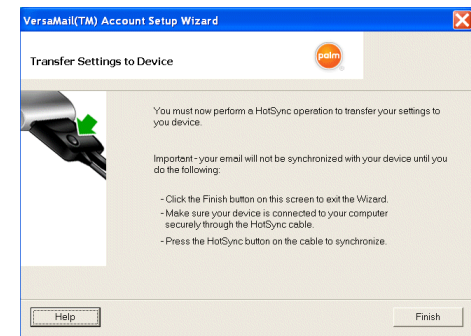 VersaMail(TM) Account Setup Wizard
Transfer Settings to Device
palm
You must now perform a HotSync operation to transfer your settings to
you device.
Important - your email will not be synchronized with your device until you
do the following:
- Click the Finish button on this screen to exit the Wizard.
- Make sure your device is connected to your computer
securely through the HotSync cable.
- Press the HotSync button on the cable to synchronize.
Help
Finish